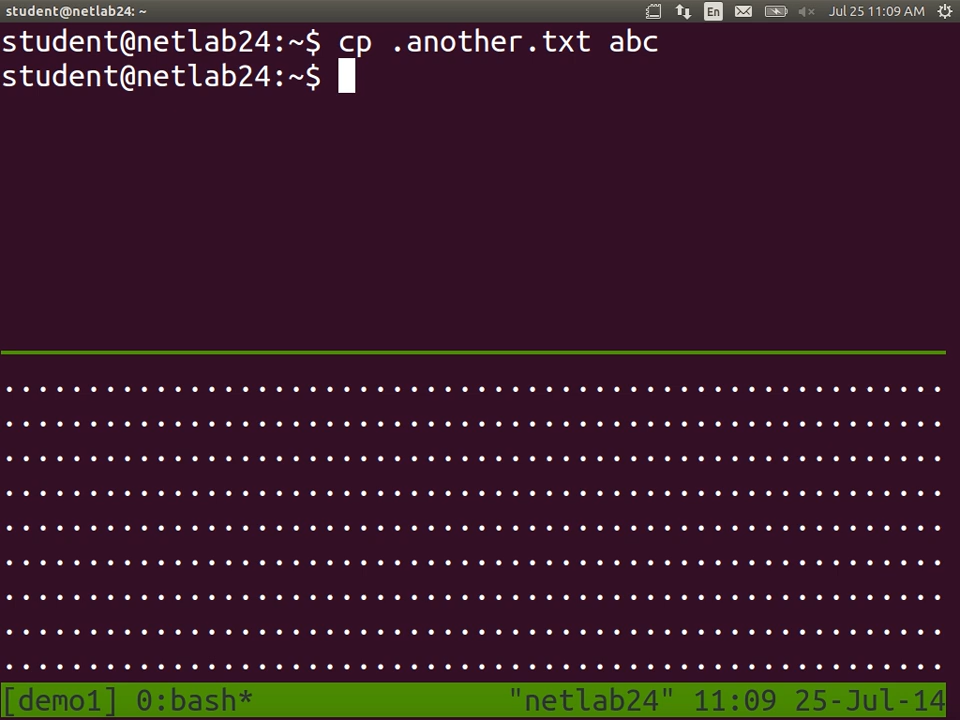 student@netlab24: ~ En Jul 25 11:09 AM
student@netlab24:~$ cp .another.txt abc
student@netlab24:~$
[demo1] 0:bash* "netlab24" 11:09 25-Jul-14